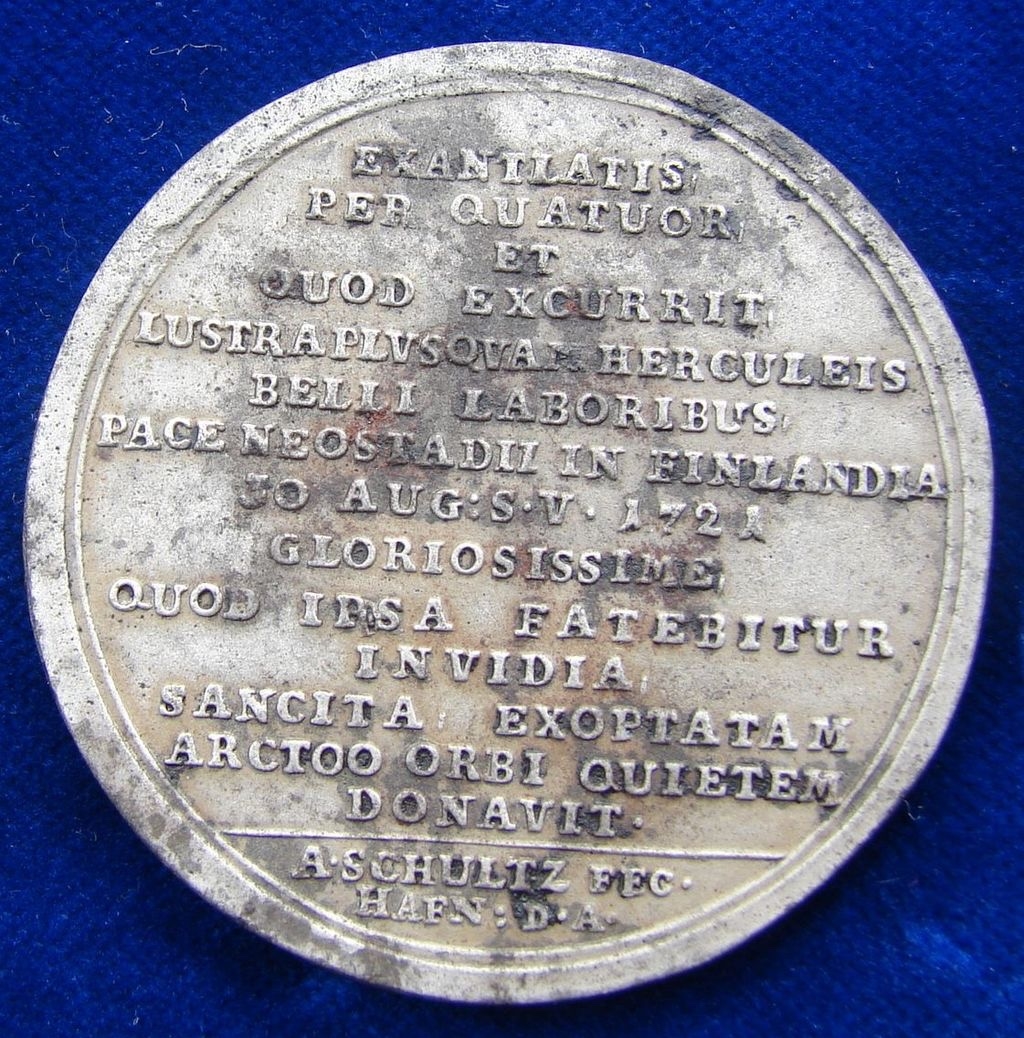 EXANTLATIS,
PER QUATUOR,
ET
QUOD EXCURRIT,
LUSTRA PLVSQVAM HERCULEIS
BELLI LABORIBUS,
PACE NEOSTADII IN FINLANDIA
30 AUG: S·V· 1721
GLORIOSISSIME,
QUOD IPSA FATEBITUR
INVIDIA,
SANCITA, EXOPTATAM
ARCTOO ORBI QUIETEM
DONAVIT·
A·SCHULTZ FEC·
HAFN: D·A·